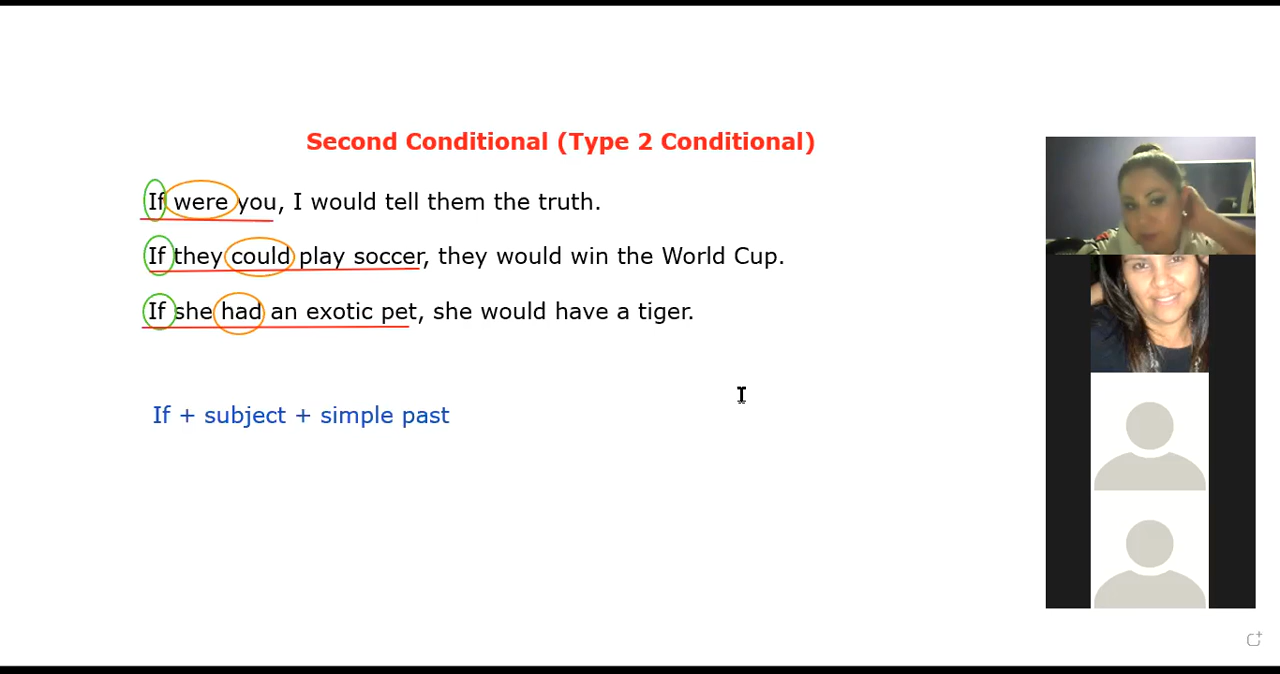 Second Conditional (Type 2 Conditional)
If were you, I would tell them the truth.
If they could play soccer, they would win the World Cup.
If she had an exotic pet, she would have a tiger.
If + subject + simple past